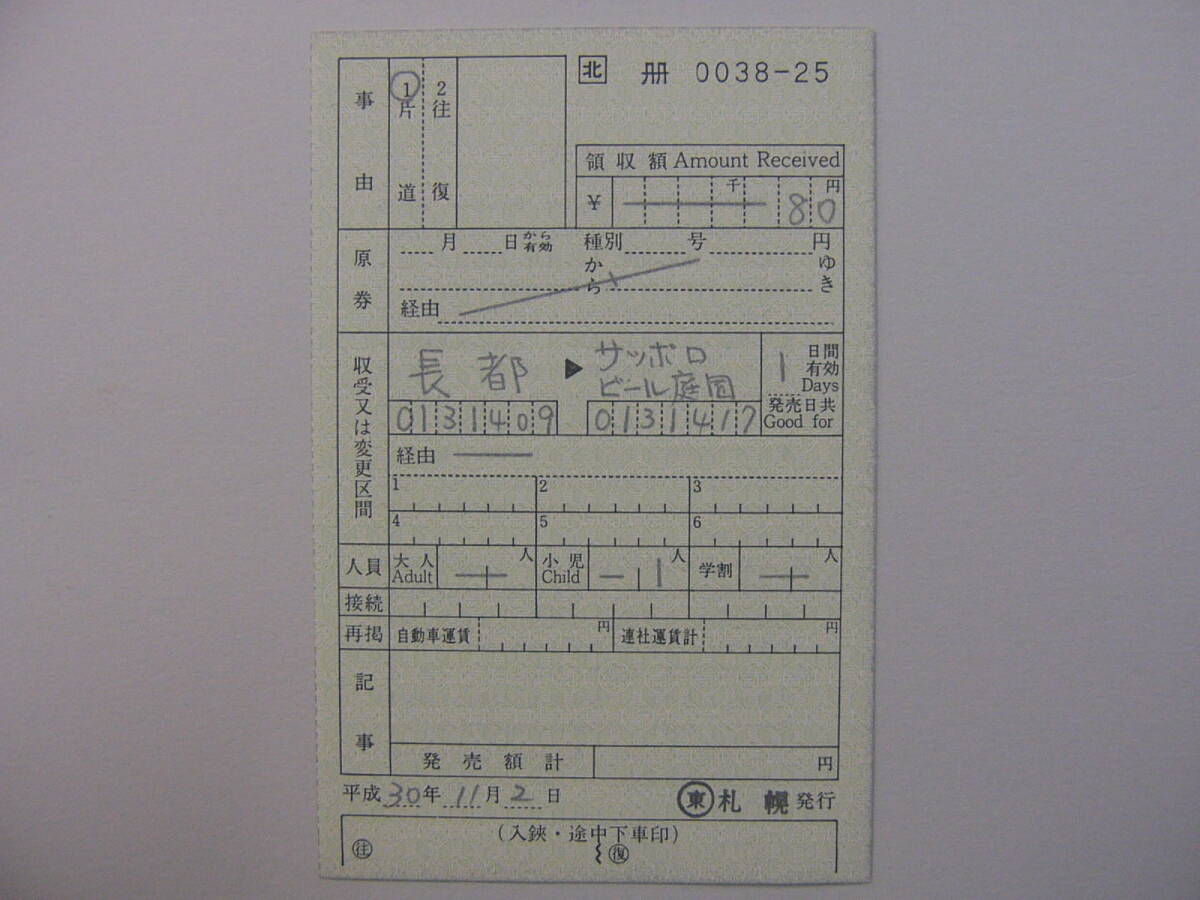 北 册 0038-25
事由
1片道
2往復
領収額 Amount Received
¥ 千 80 円
原券
月 日 から有効 種別 号 円
から ゆき
経由
収受又は変更区間
長都 ▶ サッポロビール庭園
1 日間有効 Days
発売日共 Good for
0131409 0131417
経由 —
1 2 3
4 5 6
人員 大人 Adult 人 小児 Child 1 人 学割 人
接続
再掲 自動車運賃 円 連社運賃計 円
記事
発売額計 円
平成30年11月2日 東 札幌発行
(入鋏・途中下車印)
往 復